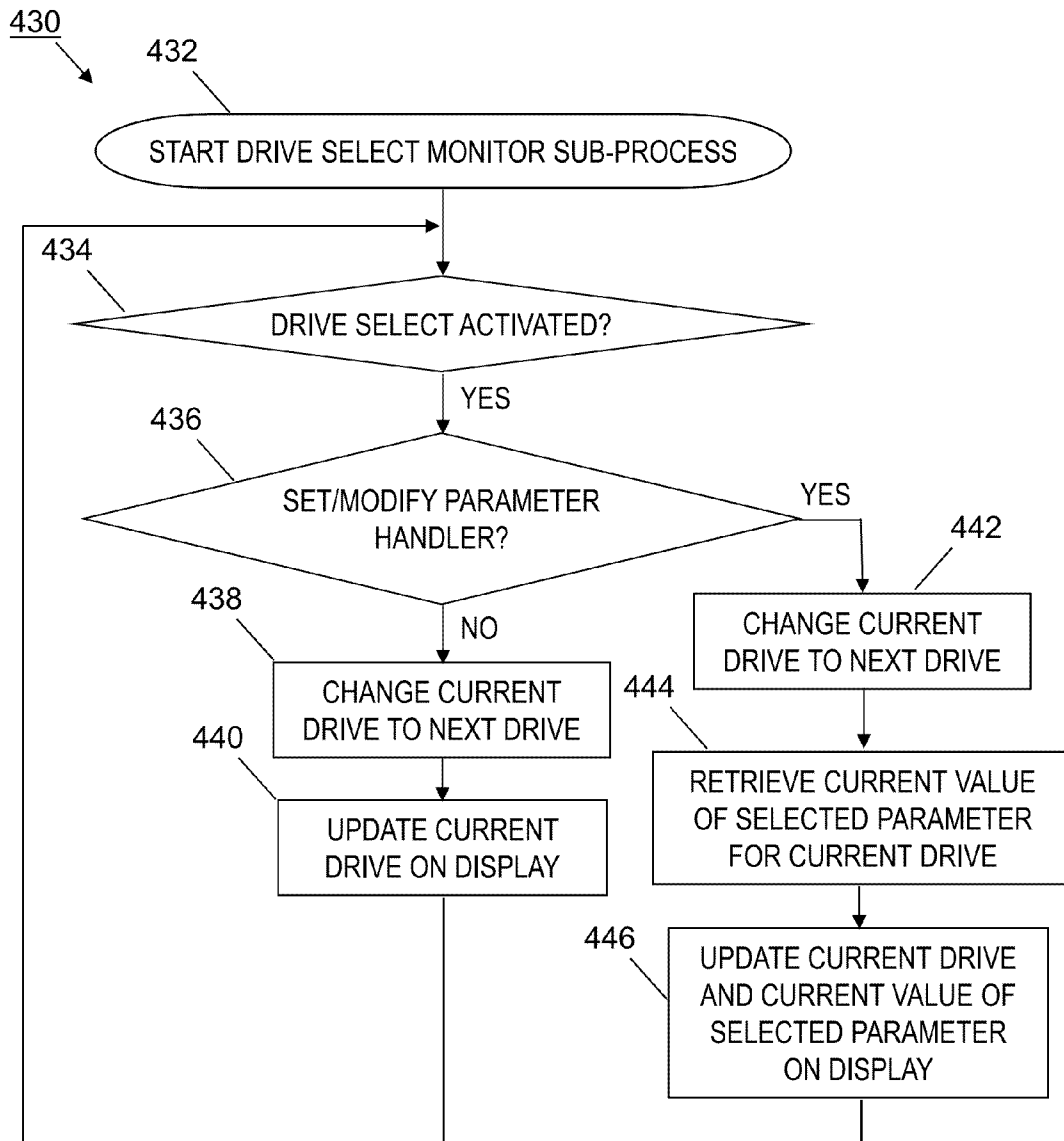 430
432
START DRIVE SELECT MONITOR SUB-PROCESS
434
DRIVE SELECT ACTIVATED?
YES
436
SET/MODIFY PARAMETER
HANDLER?
YES
NO
438
CHANGE CURRENT
DRIVE TO NEXT DRIVE
440
UPDATE CURRENT
DRIVE ON DISPLAY
442
CHANGE CURRENT
DRIVE TO NEXT DRIVE
444
RETRIEVE CURRENT VALUE
OF SELECTED PARAMETER
FOR CURRENT DRIVE
446
UPDATE CURRENT DRIVE
AND CURRENT VALUE OF
SELECTED PARAMETER
ON DISPLAY